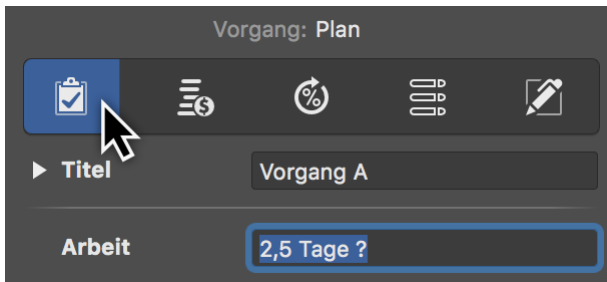 Vorgang: Plan
Titel
Vorgang A
Arbeit
2,5 Tage ?